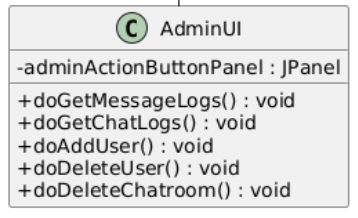 C AdminUI
-adminActionButtonPanel : JPanel
+doGetMessageLogs() : void
+doGetChatLogs() : void
+doAddUser() : void
+doDeleteUser() : void
+doDeleteChatroom() : void